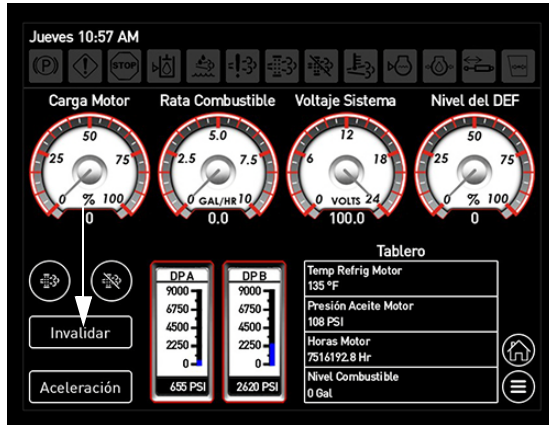 Jueves 10:57 AM
(P) STOP
Carga Motor Rata Combustible Voltaje Sistema Nivel del DEF
50 5.0 12 50
25 75 2.5 7.5 6 18 25 75
0 % 100 0 GAL/HR 10 0 VOLTS 24 0 % 100
0 0.0 100.0 0
Tablero
DP A DP B
9000 9000
6750 6750
4500 4500
2250 2250
0 0
655 PSI 2620 PSI
Temp Refrig Motor
135 °F
Presión Aceite Motor
108 PSI
Horas Motor
7516192.8 Hr
Nivel Combustible
0 Gal
Invalidar
Aceleración